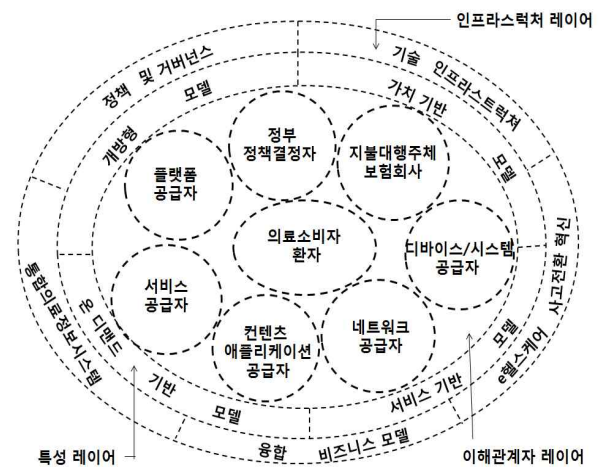 인프라스럭처 레이어
정책 및 거버넌스
기술 인프라스트럭쳐
개방형 모델
가치 기반 모델
정부
정책결정자
지불대행주체
보험회사
플랫폼
공급자
의료소비자
환자
디바이스/시스템
공급자
서비스
공급자
컨텐츠
애플리케이션
공급자
네트워크
공급자
통합의료정보시스템
온 디맨드 기반 모델
서비스 기반 모델
e헬스케어 사고전환 혁신
융합 비즈니스 모델
특성 레이어
이해관계자 레이어